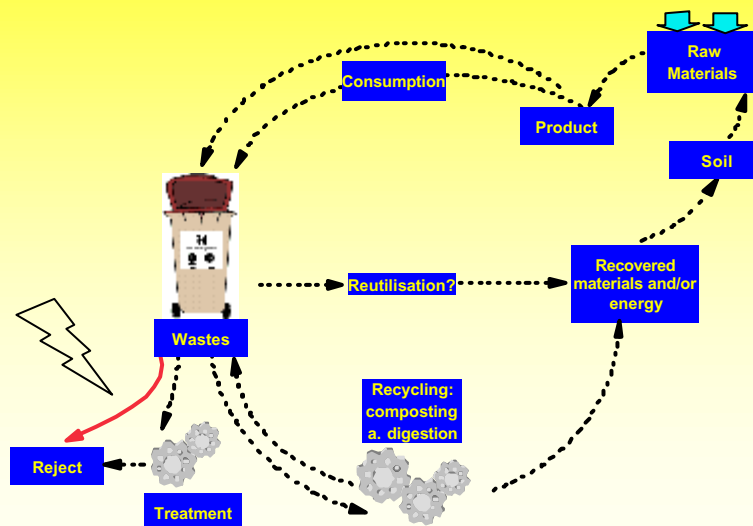 Raw
Materials
Consumption
Product
Soil
Recovered
materials and/or
energy
Reutilisation?
Wastes
Recycling:
composting
a. digestion
Reject
Treatment